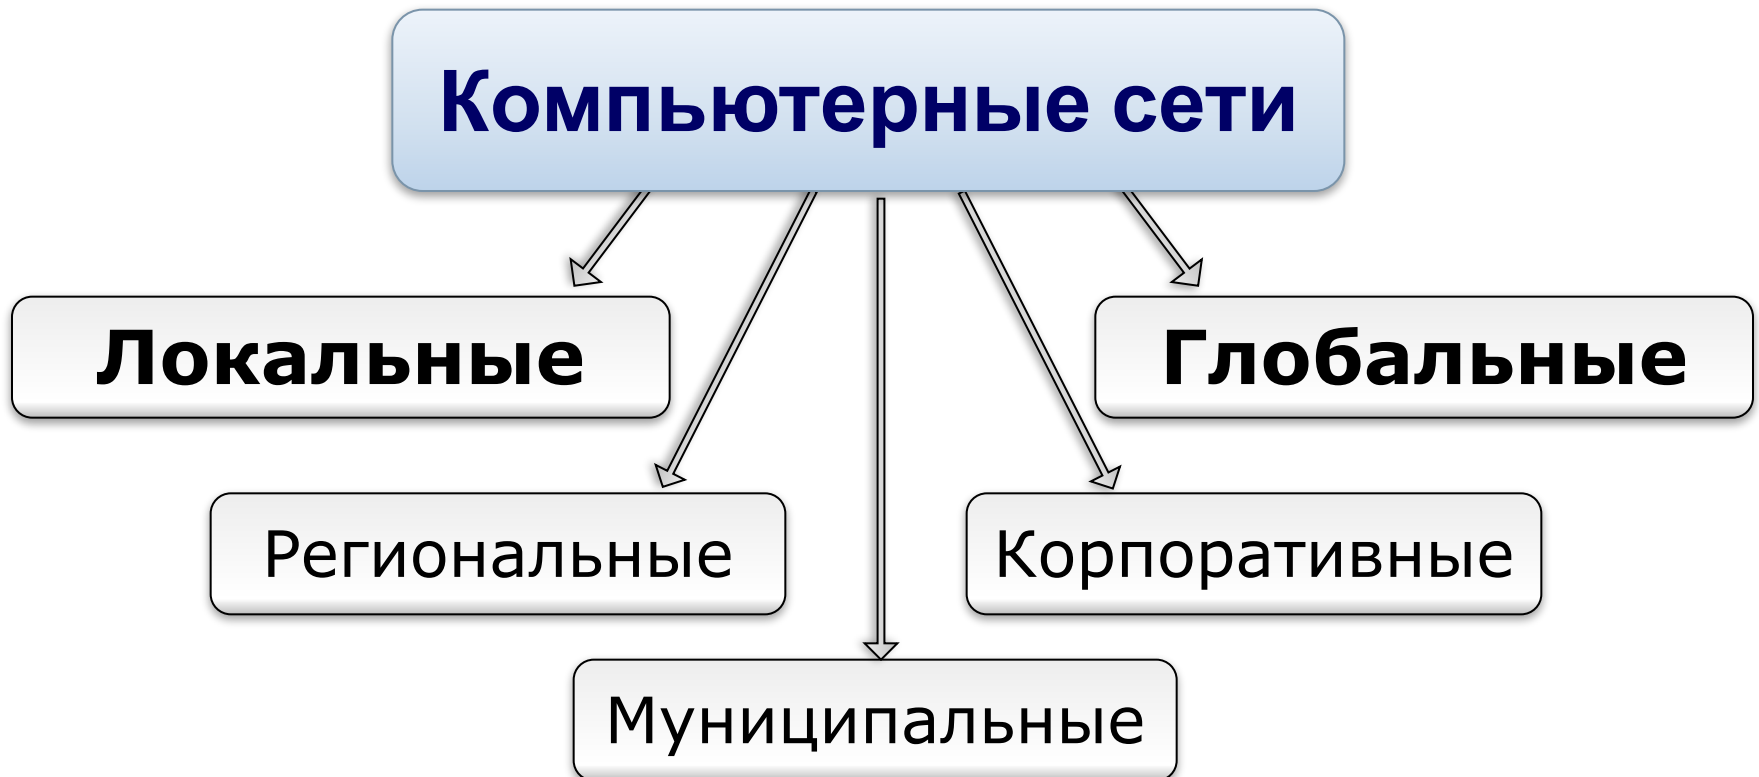 Компьютерные сети
Локальные
Глобальные
Региональные
Корпоративные
Муниципальные